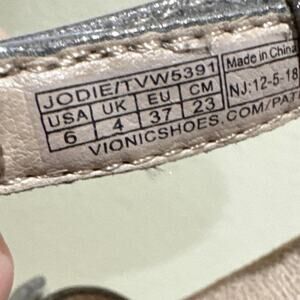 JODIE/TVW5391
USA UK EU CM
6 4 37 23
VIONICSHOES.COM/PAT
Made in China
NJ:12-5-18